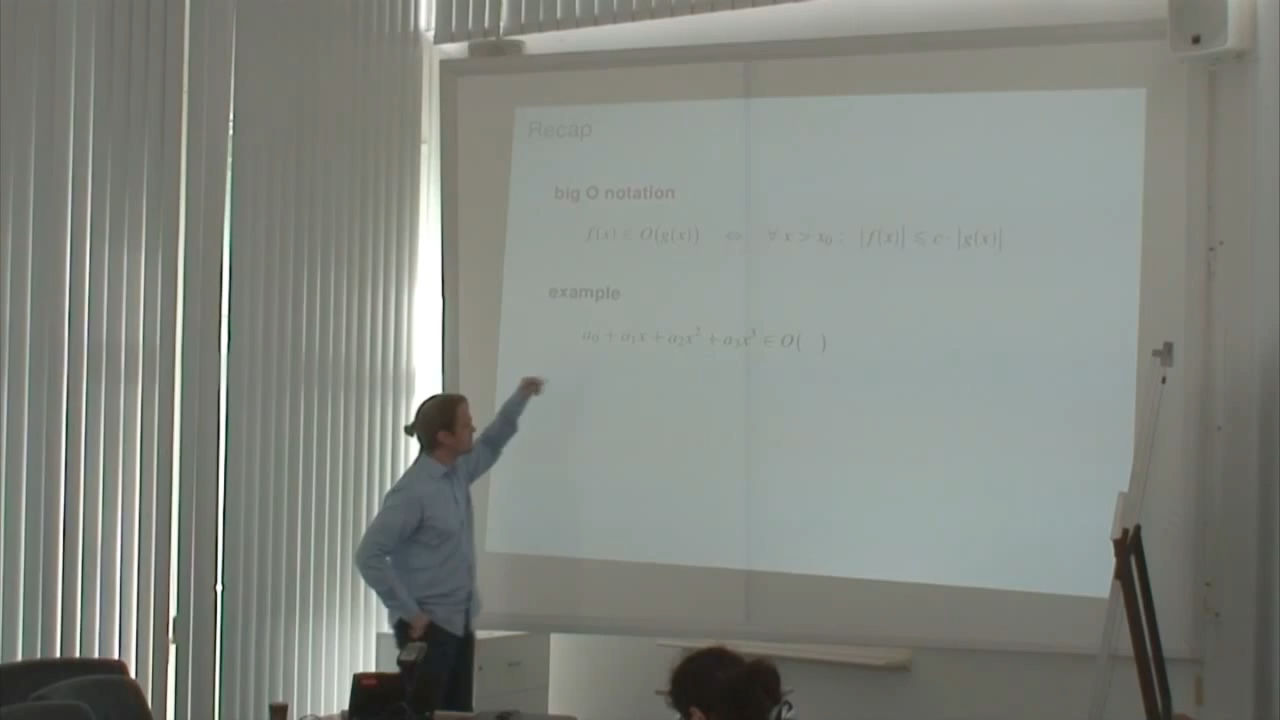 Recap
big O notation
f(x) ∈ O(g(x)) ⇔ ∀ x > x₀ : |f(x)| ⩽ c · |g(x)|
example
a₀ + a₁x + a₂x² + a₃x³ ∈ O( )